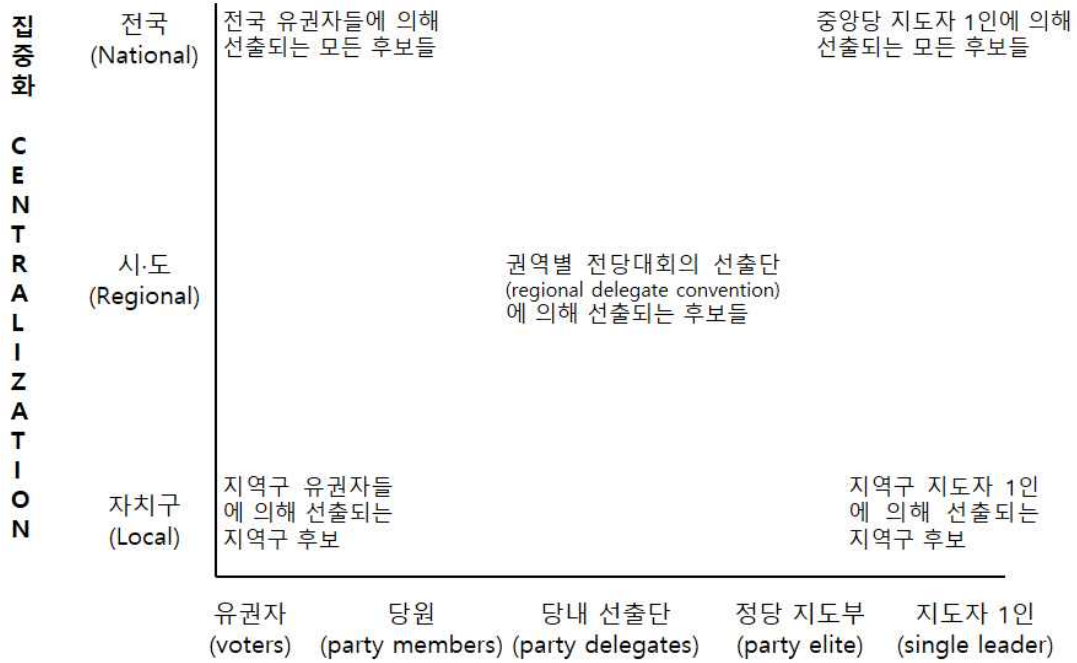 집중화 CENTRALIZATION
전국
(National)
전국 유권자들에 의해
선출되는 모든 후보들
중앙당 지도자 1인에 의해
선출되는 모든 후보들
시·도
(Regional)
권역별 전당대회의 선출단
(regional delegate convention)
에 의해 선출되는 후보들
자치구
(Local)
지역구 유권자들
에 의해 선출되는
지역구 후보
지역구 지도자 1인
에 의해 선출되는
지역구 후보
유권자 당원 당내 선출단 정당 지도부 지도자 1인
(voters) (party members) (party delegates) (party elite) (single leader)